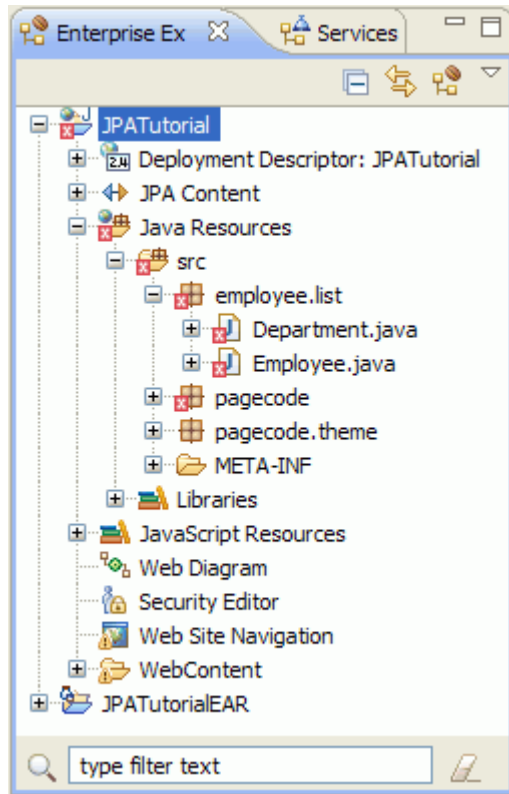 Enterprise Ex Services
JPATutorial
2.4 Deployment Descriptor: JPATutorial
JPA Content
Java Resources
src
employee.list
J Department.java
J Employee.java
pagecode
pagecode.theme
META-INF
Libraries
JavaScript Resources
Web Diagram
Security Editor
Web Site Navigation
WebContent
JPATutorialEAR
type filter text